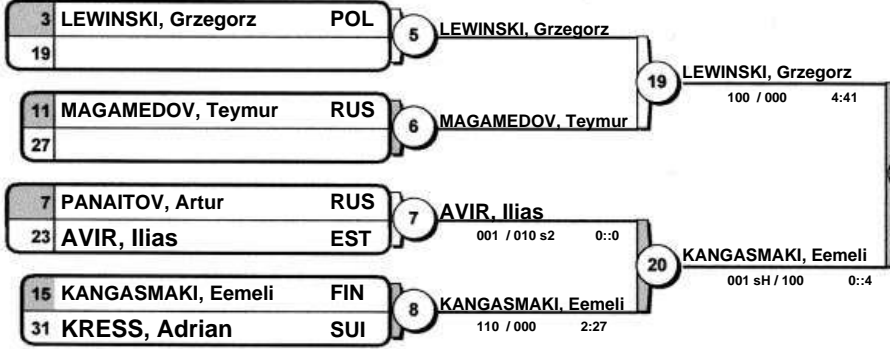 3 LEWINSKI, Grzegorz POL
19
5 LEWINSKI, Grzegorz
11 MAGAMEDOV, Teymur RUS
27
6 MAGAMEDOV, Teymur
19 LEWINSKI, Grzegorz
100 / 000 4:41
7 PANAITOV, Artur RUS
23 AVIR, Ilias EST
7 AVIR, Ilias
001 / 010 s2 0::0
15 KANGASMAKI, Eemeli FIN
31 KRESS, Adrian SUI
8 KANGASMAKI, Eemeli
110 / 000 2:27
20 KANGASMAKI, Eemeli
001 sH / 100 0::4